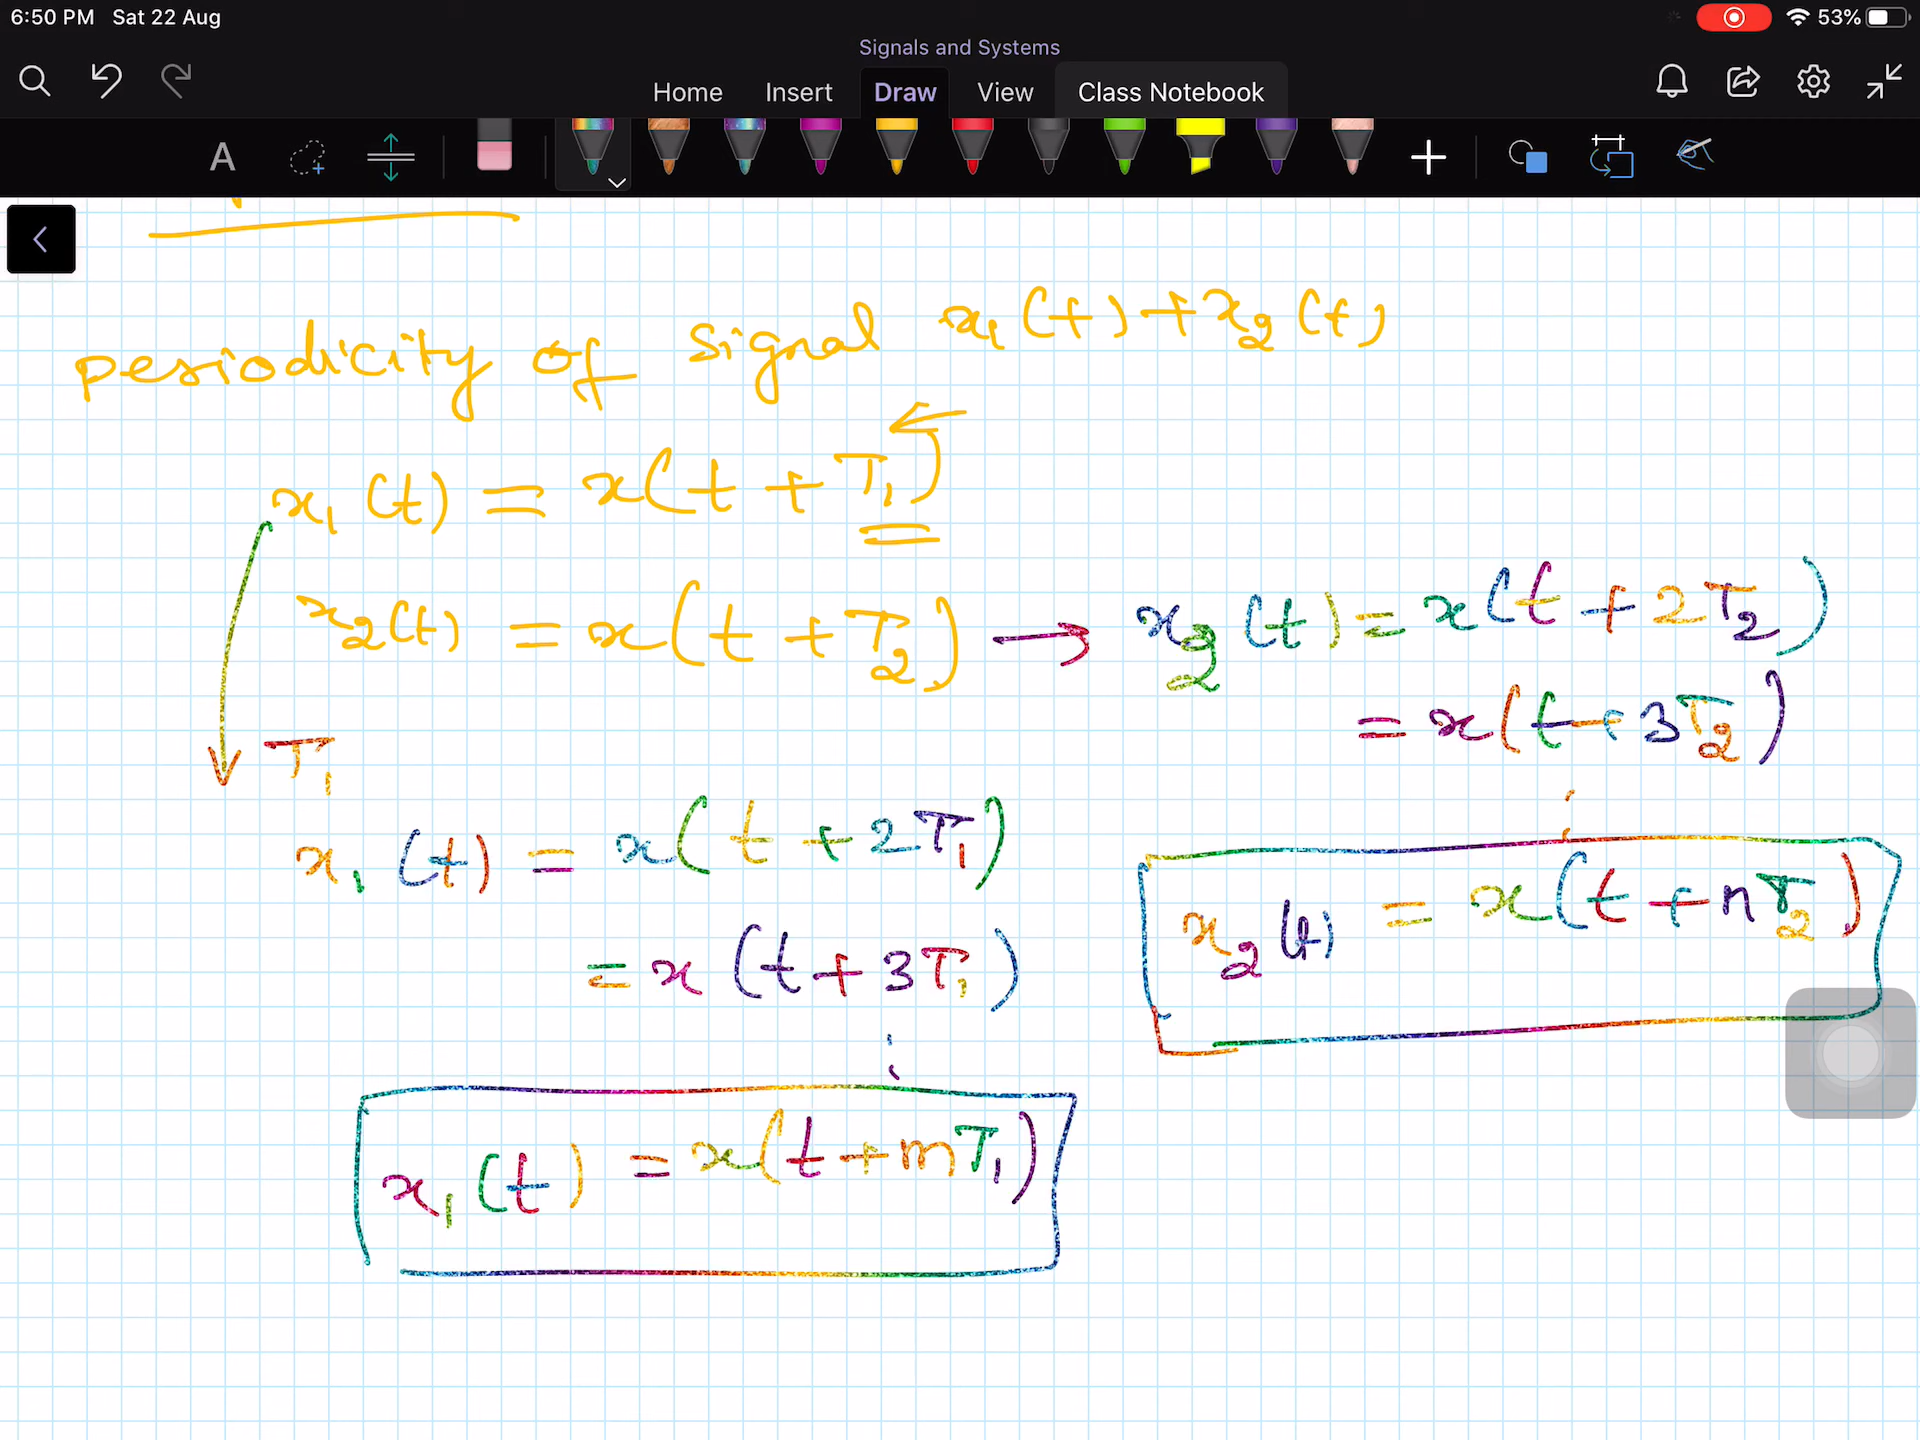 6:50 PM Sat 22 Aug
53%
Signals and Systems
Home Insert Draw View Class Notebook
A
periodicity of signal x₁(t)+x₂(t)
x₁(t) = x(t+T₁)
x₂(t) = x(t+T₂) → x₂(t) = x(t+2T₂)
= x(t+3T₂)
T₁
x₁(t) = x(t+2T₁)
= x(t+3T₁)
x₂(t) = x(t+nT₂)
x₁(t) = x(t+mT₁)